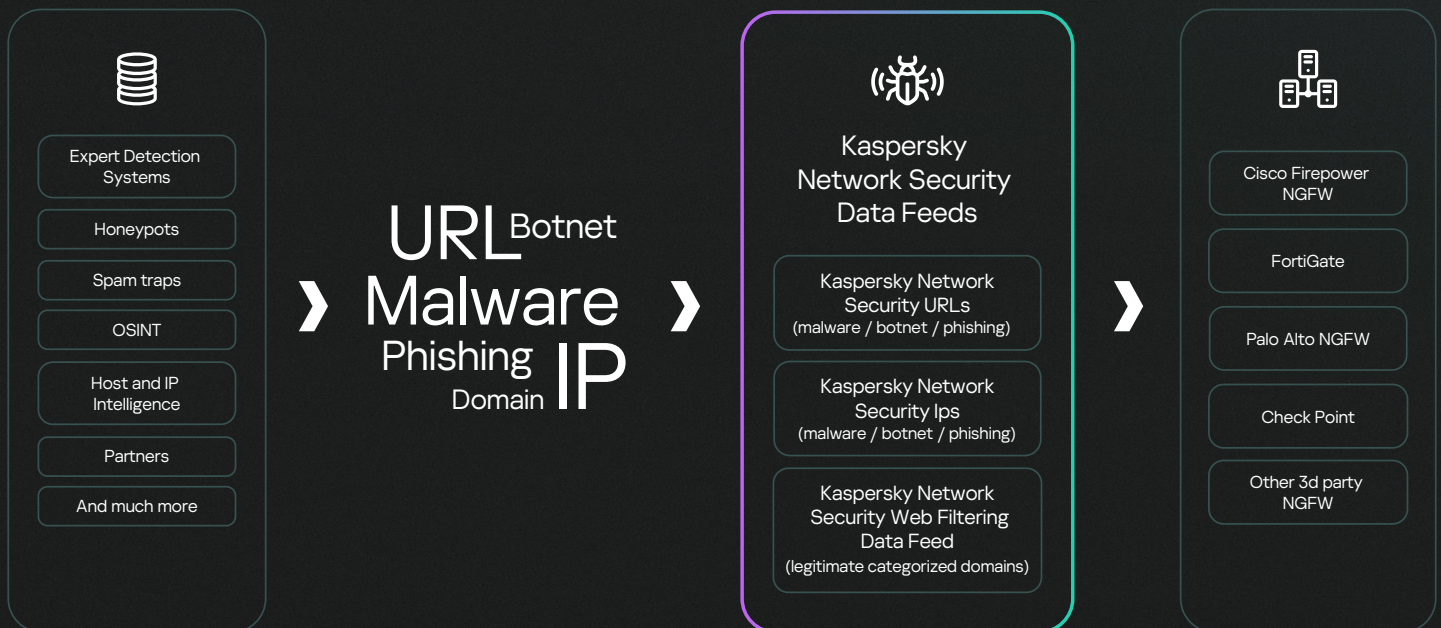 Expert Detection
Systems
Honeypots
Spam traps
OSINT
Host and IP
Intelligence
Partners
And much more
URL
Botnet
Malware
Phishing
IP
Domain
Kaspersky
Network Security
Data Feeds
Kaspersky Network
Security URLs
(malware / botnet / phishing)
Kaspersky Network
Security Ips
(malware / botnet / phishing)
Kaspersky Network
Security Web Filtering
Data Feed
(legitimate categorized domains)
Cisco Firepower
NGFW
FortiGate
Palo Alto NGFW
Check Point
Other 3d party
NGFW